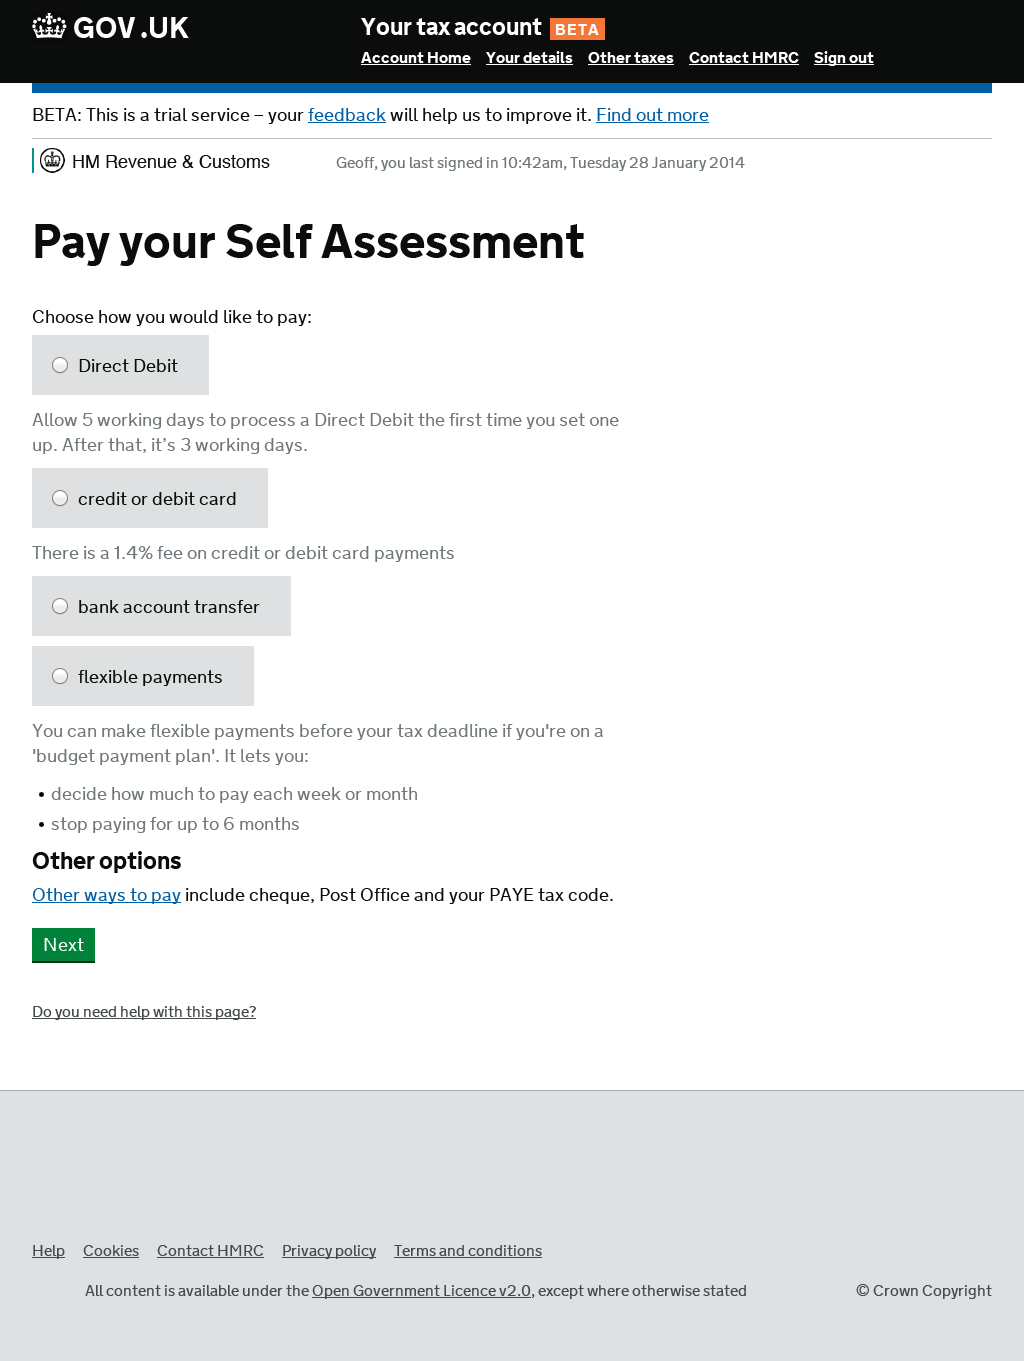 GOV.UK
Your tax account BETA
Account Home Your details Other taxes Contact HMRC Sign out
BETA: This is a trial service – your feedback will help us to improve it. Find out more
HM Revenue & Customs
Geoff, you last signed in 10:42am, Tuesday 28 January 2014
Pay your Self Assessment
Choose how you would like to pay:
Direct Debit
Allow 5 working days to process a Direct Debit the first time you set one
up. After that, it’s 3 working days.
credit or debit card
There is a 1.4% fee on credit or debit card payments
bank account transfer
flexible payments
You can make flexible payments before your tax deadline if you're on a
'budget payment plan'. It lets you:
• decide how much to pay each week or month
• stop paying for up to 6 months
Other options
Other ways to pay include cheque, Post Office and your PAYE tax code.
Next
Do you need help with this page?
Help Cookies Contact HMRC Privacy policy Terms and conditions
All content is available under the Open Government Licence v2.0, except where otherwise stated
© Crown Copyright